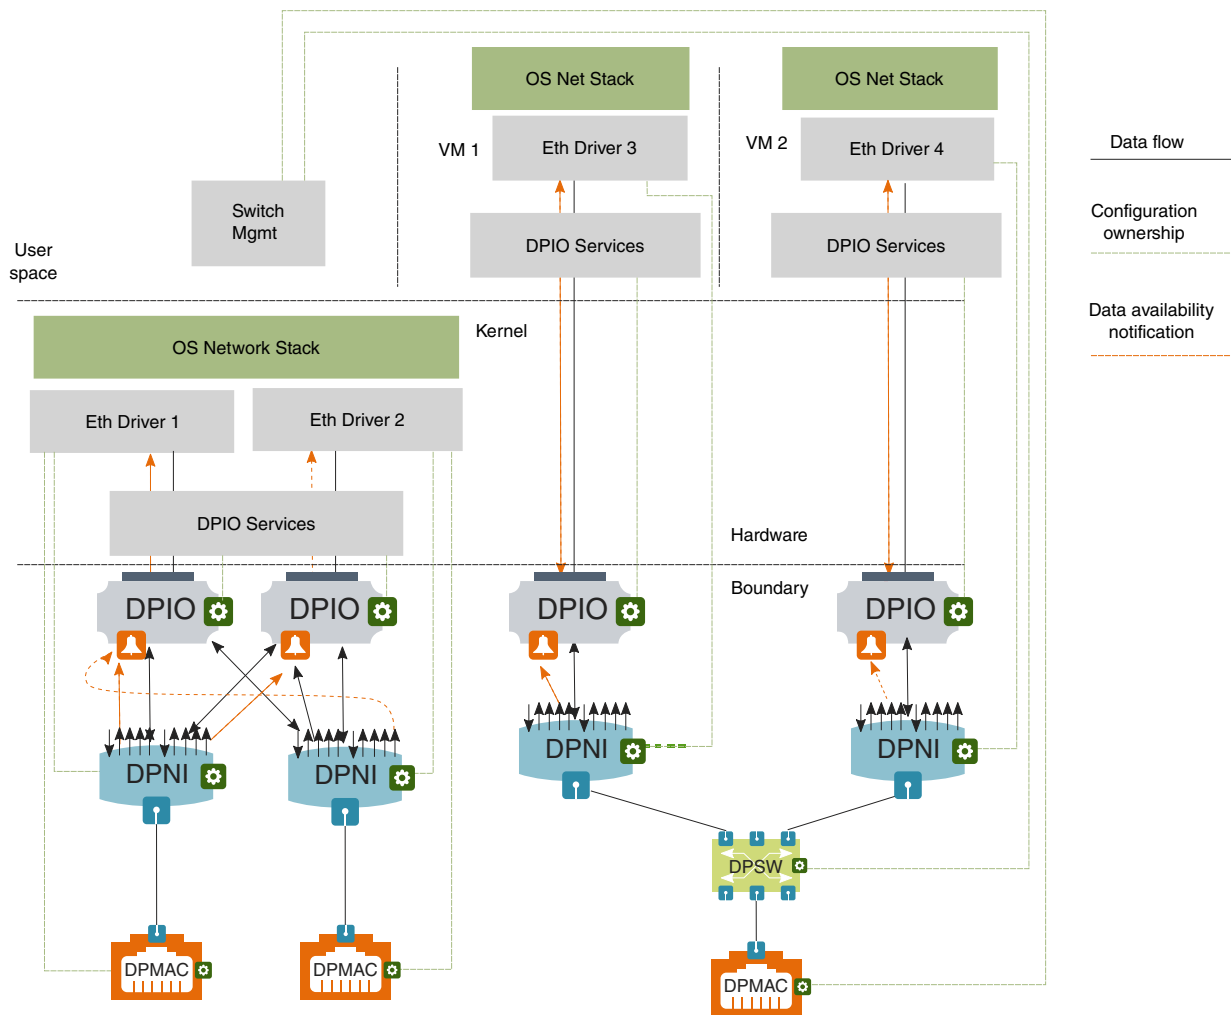 OS Net Stack
OS Net Stack
VM 1
Eth Driver 3
VM 2
Eth Driver 4
Data flow
Switch
Mgmt
Configuration
ownership
User
space
DPIO Services
DPIO Services
Data availability
notification
Kernel
OS Network Stack
Eth Driver 1
Eth Driver 2
DPIO Services
Hardware
Boundary
DPIO
DPIO
DPIO
DPIO
DPNI
DPNI
DPNI
DPNI
DPSW
DPMAC
DPMAC
DPMAC